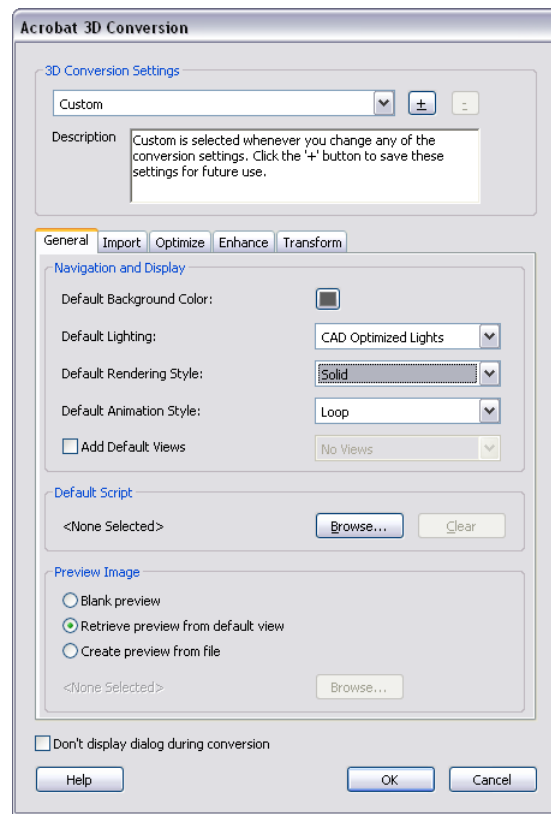 Acrobat 3D Conversion
3D Conversion Settings
Custom
±
-
Description
Custom is selected whenever you change any of the
conversion settings. Click the '+' button to save these
settings for future use.
General Import Optimize Enhance Transform
Navigation and Display
Default Background Color:
Default Lighting: CAD Optimized Lights
Default Rendering Style: Solid
Default Animation Style: Loop
Add Default Views No Views
Default Script
<None Selected> Browse... Clear
Preview Image
Blank preview
Retrieve preview from default view
Create preview from file
<None Selected> Browse...
Don't display dialog during conversion
Help OK Cancel